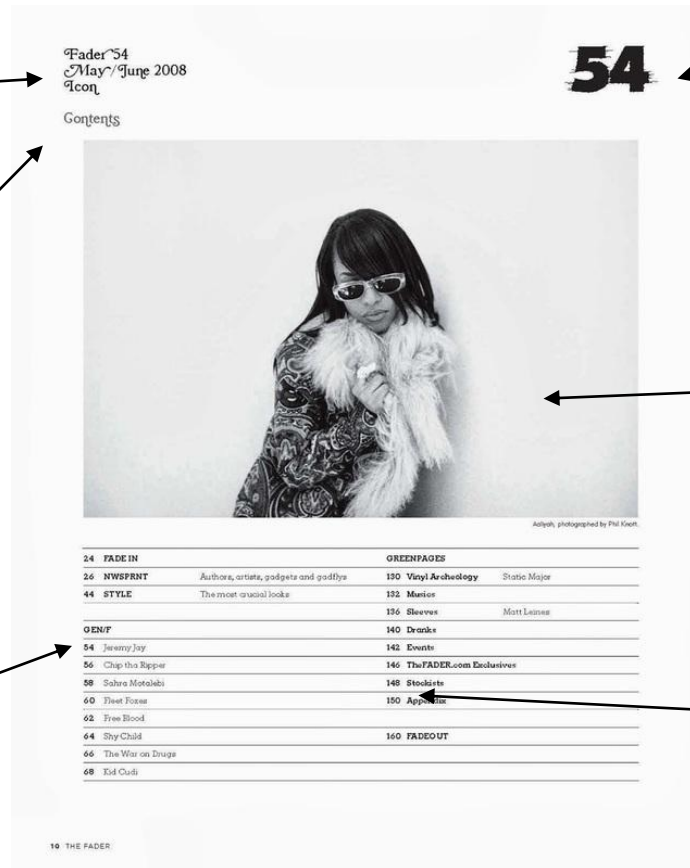 Fader 54
May/June 2008
Icon
54
Contents
Aaliyah, photographed by Phil Knott.
24 FADE IN
26 NWSPRNT Authors, artists, gadgets and gadflys
44 STYLE The most crucial looks
GEN/F
54 Jeremy Jay
56 Chip tha Ripper
58 Sahra Motalebi
60 Fleet Foxes
62 Free Blood
64 Shy Child
66 The War on Drugs
68 Kid Cudi
GREENPAGES
130 Vinyl Archeology Static Major
132 Musics
136 Sleeves Matt Leines
140 Dranks
142 Events
146 TheFADER.com Exclusives
148 Stockists
150 Appendix
160 FADEOUT
10 THE FADER